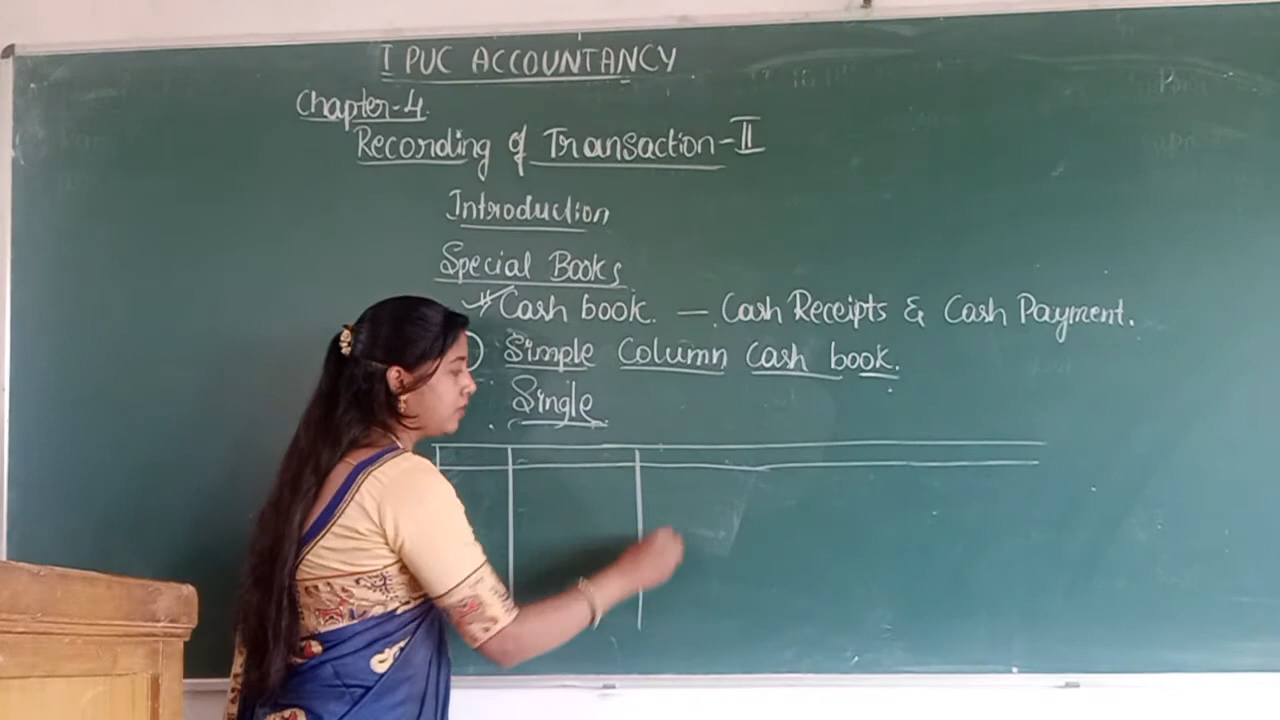 I PUC ACCOUNTANCY
Chapter-4.
Recording of Transaction-II
Introduction
Special Books
Cash book. — Cash Receipts & Cash Payment.
Simple Column Cash book.
Single